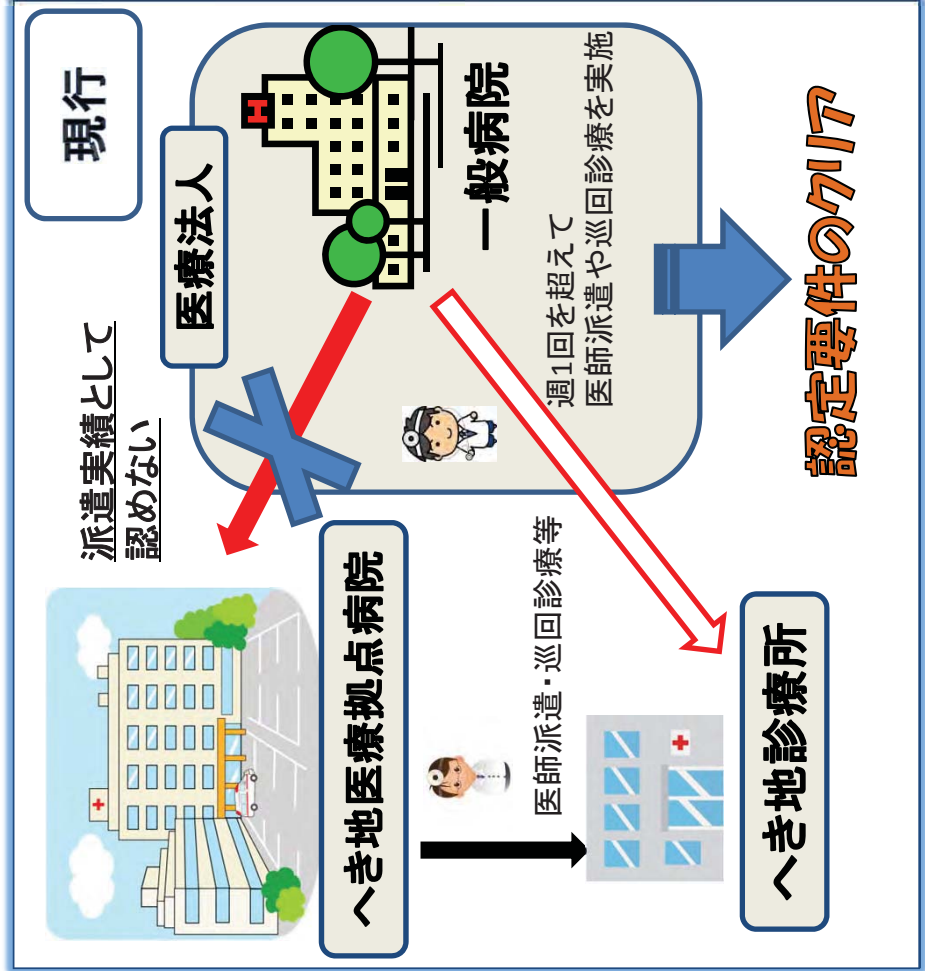 現行
派遣実績として
認めない
医療法人
H
一般病院
週1回を超えて
医師派遣や巡回診療を実施
へき地医療拠点病院
医師派遣・巡回診療等
へき地診療所
認定要件のクリア